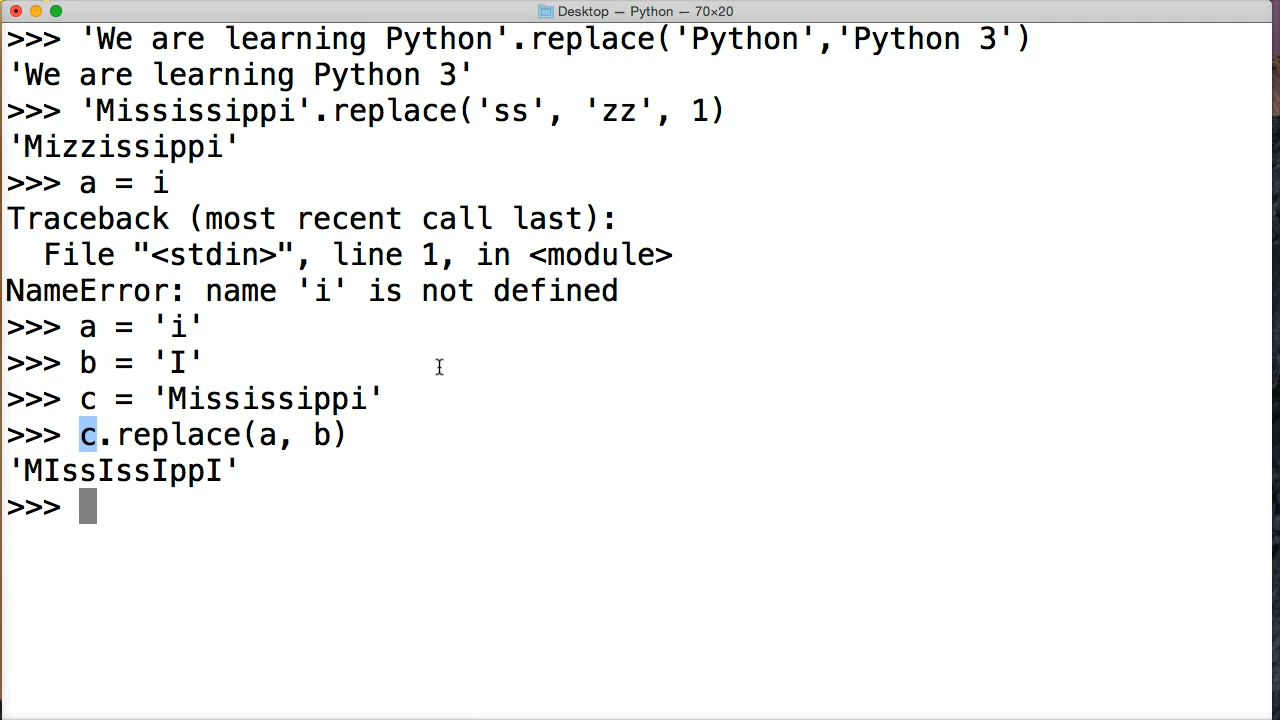 Desktop — Python — 70×20
>>> 'We are learning Python'.replace('Python','Python 3')
'We are learning Python 3'
>>> 'Mississippi'.replace('ss', 'zz', 1)
'Mizzissippi'
>>> a = i
Traceback (most recent call last):
  File "<stdin>", line 1, in <module>
NameError: name 'i' is not defined
>>> a = 'i'
>>> b = 'I'
>>> c = 'Mississippi'
>>> c.replace(a, b)
'MIssIssIppI'
>>>